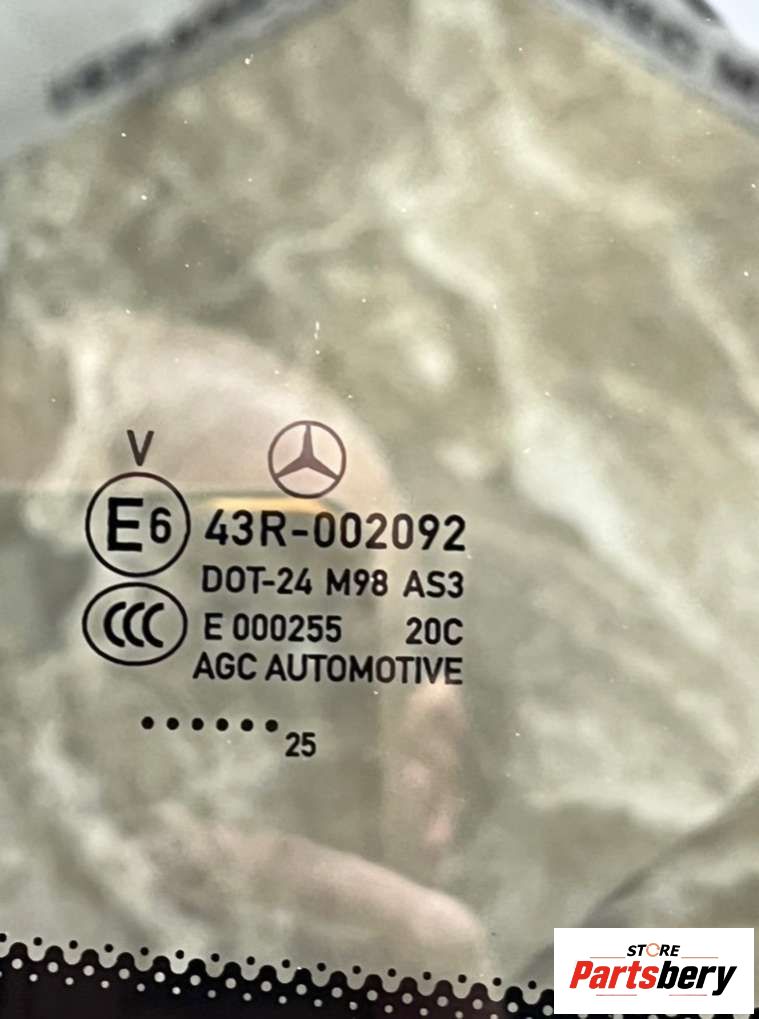 V
E6 43R-002092
DOT-24 M98 AS3
CCC E 000255 20C
AGC AUTOMOTIVE
......25
STORE
Partsbery